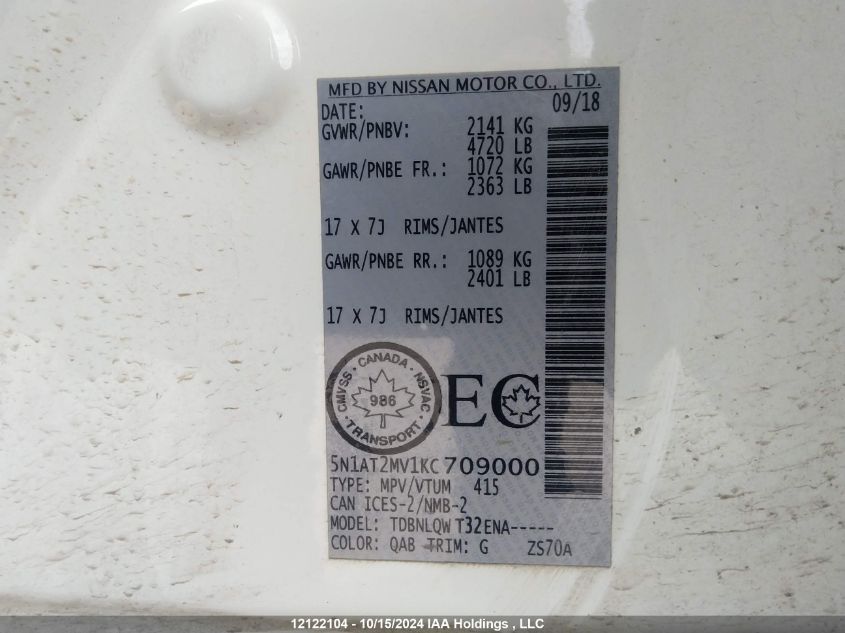 MFD BY NISSAN MOTOR CO., LTD.
DATE: 09/18
GVWR/PNBV: 2141 KG
4720 LB
GAWR/PNBE FR.: 1072 KG
2363 LB
17 X 7J RIMS/JANTES
GAWR/PNBE RR.: 1089 KG
2401 LB
17 X 7J RIMS/JANTES
CANADA
CMVSS 986 NSVAC
TRANSPORT
EC
5N1AT2MV1KC709000
TYPE: MPV/VTUM 415
CAN ICES-2/NMB-2
MODEL: TDBNLQW T32ENA-----
COLOR: QAB TRIM: G ZS70A
12122104 - 10/15/2024 IAA Holdings , LLC